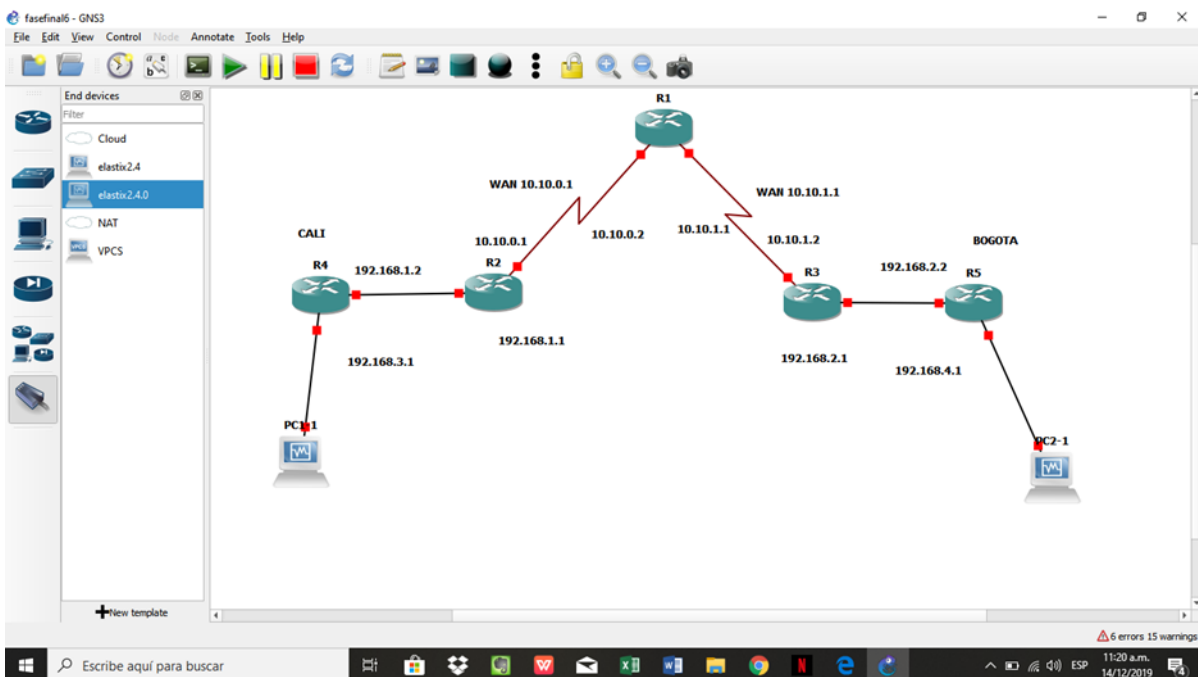 fasefinal6 - GNS3
File Edit View Control Node Annotate Tools Help
End devices
Filter
Cloud
elastix2.4
elastix2.4.0
NAT
VPCS
New template
R1
WAN 10.10.0.1
WAN 10.10.1.1
CALI
10.10.0.1
10.10.0.2
10.10.1.1
10.10.1.2
BOGOTA
R4
192.168.1.2
R2
R3
192.168.2.2
R5
192.168.1.1
192.168.3.1
192.168.2.1
192.168.4.1
PC1-1
PC2-1
6 errors 15 warnings
Escribe aquí para buscar
ESP
11:20 a.m.
14/12/2019